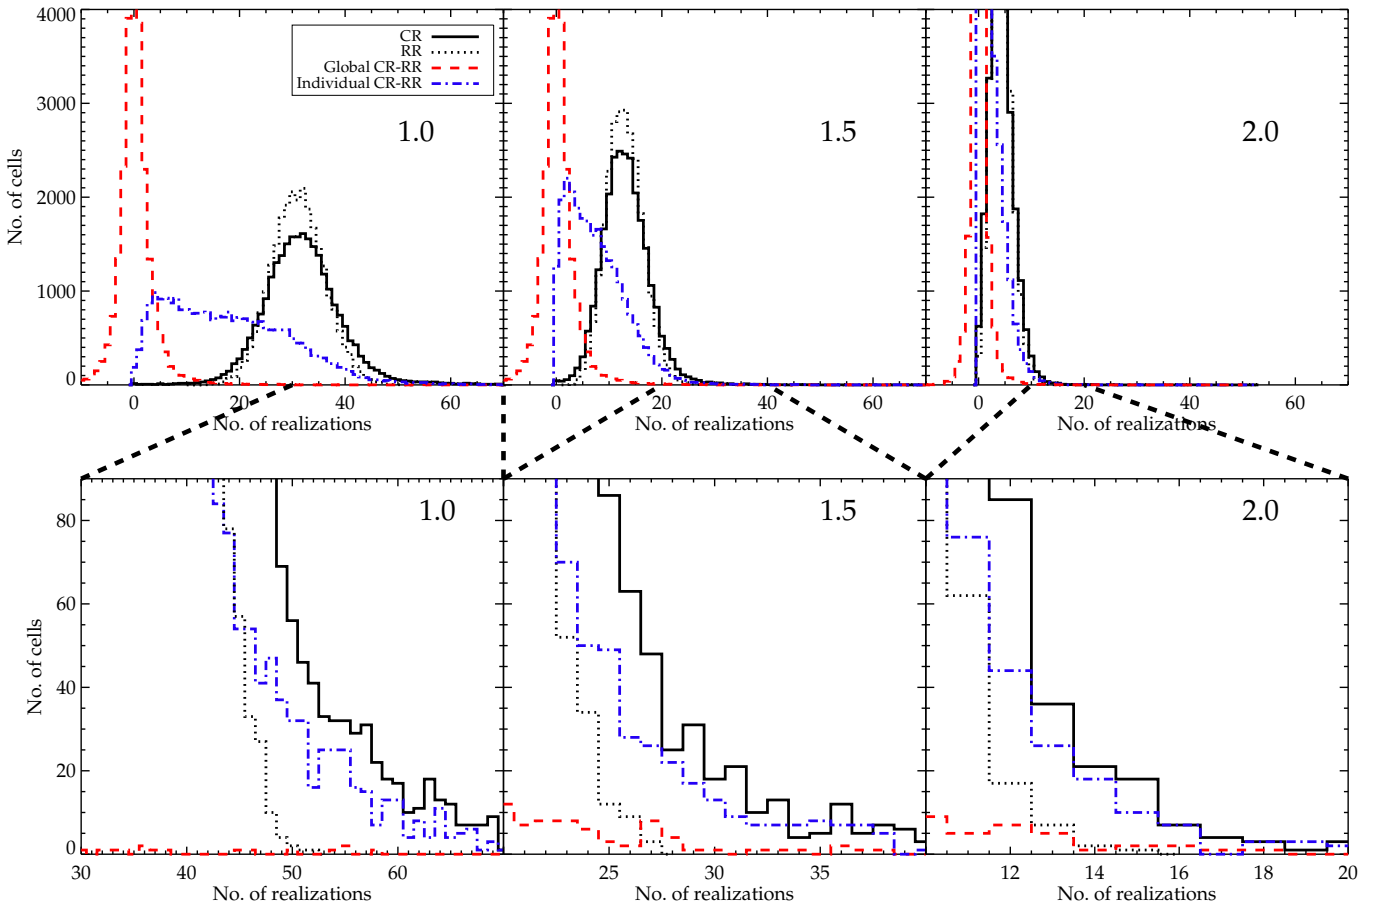 4000
3000
2000
1000
0
No. of cells
CR
RR
Global CR-RR
Individual CR-RR
1.0
1.5
2.0
0 20 40 60
0 20 40 60
0 20 40 60
No. of realizations
No. of realizations
No. of realizations
80
60
40
20
0
No. of cells
1.0
1.5
2.0
30 40 50 60
25 30 35
12 14 16 18 20
No. of realizations
No. of realizations
No. of realizations